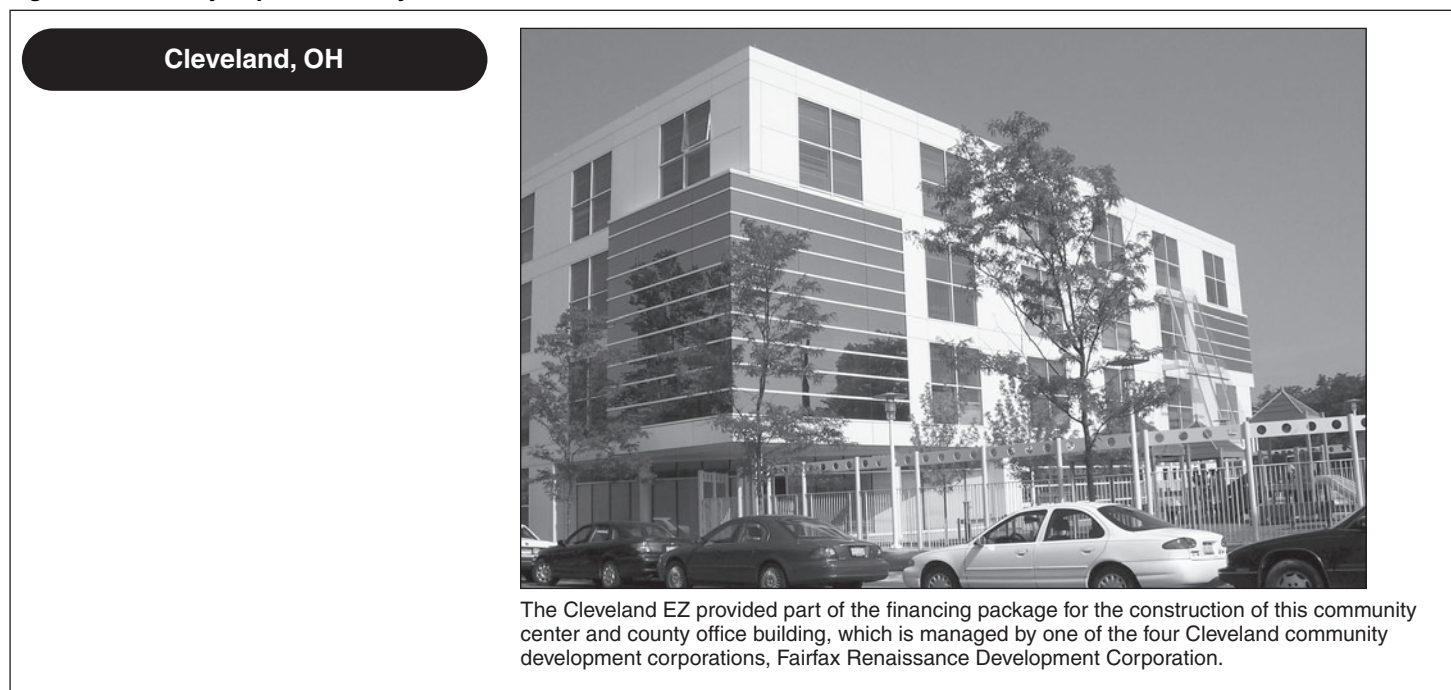 Cleveland, OH
The Cleveland EZ provided part of the financing package for the construction of this community
center and county office building, which is managed by one of the four Cleveland community
development corporations, Fairfax Renaissance Development Corporation.